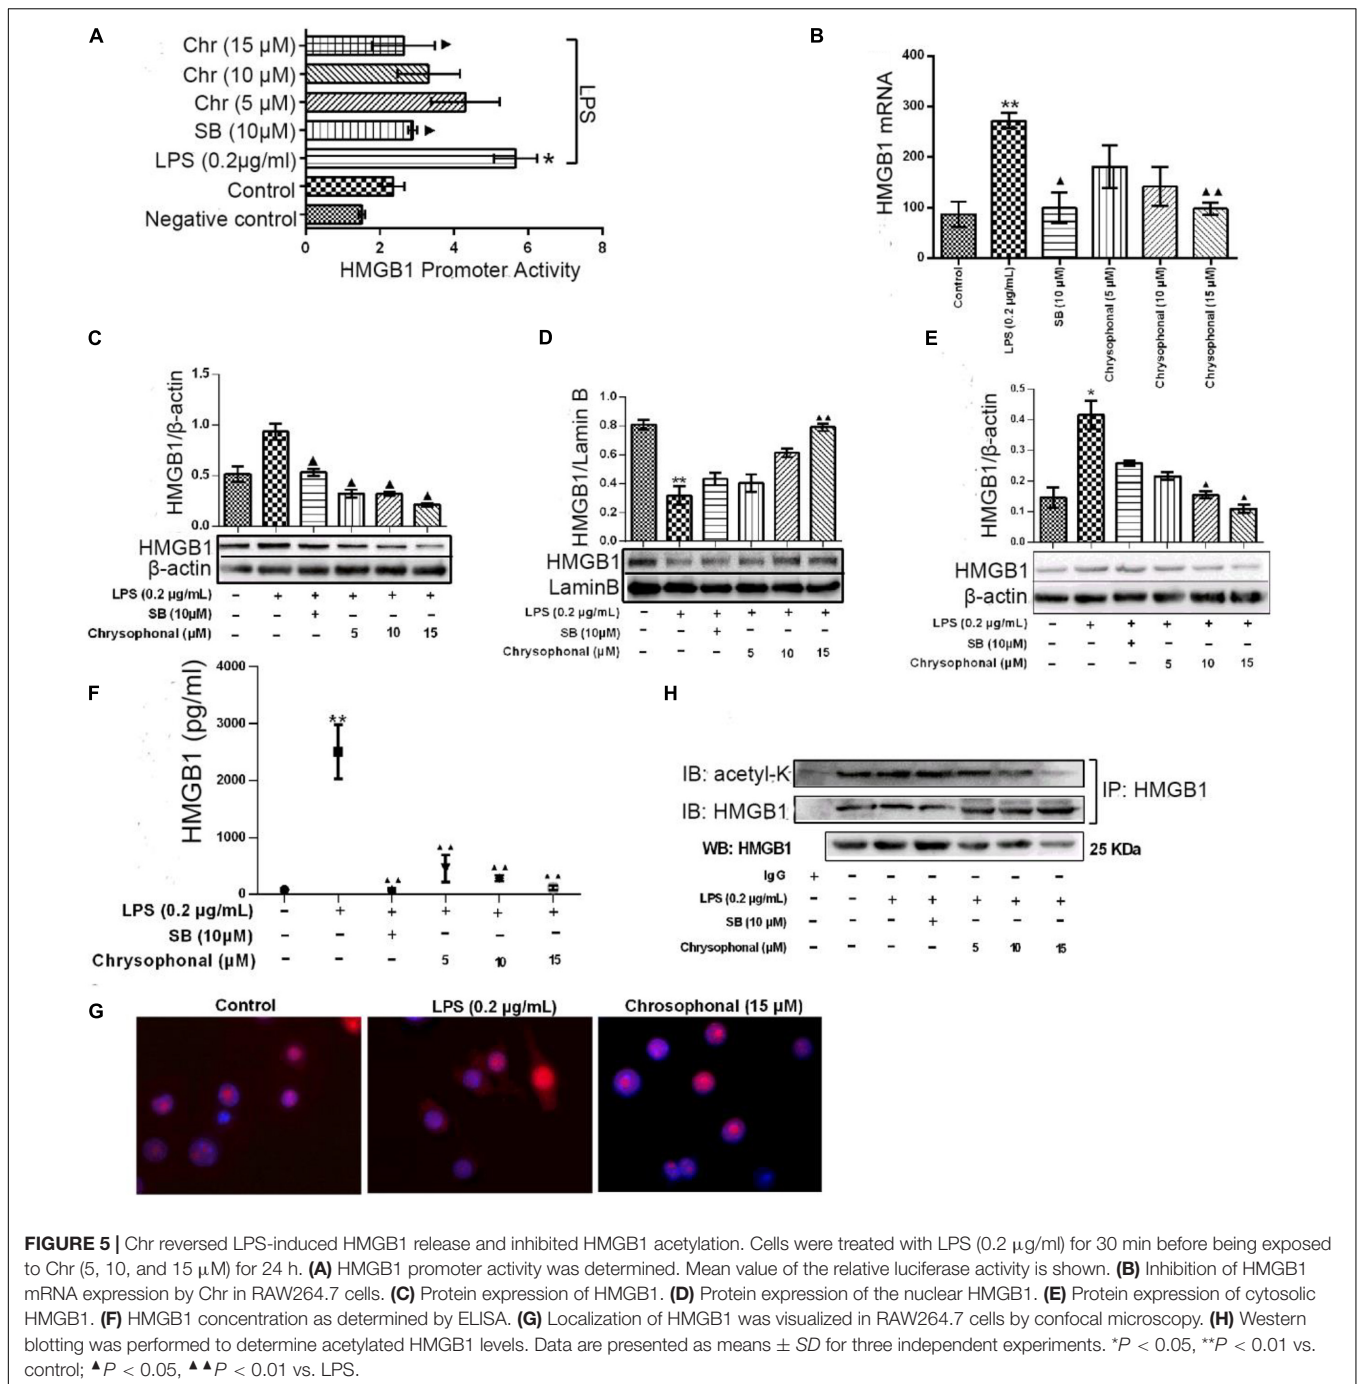 A
Chr (15 µM)
Chr (10 µM)
Chr (5 µM)
SB (10µM)
LPS (0.2µg/ml)
Control
Negative control
▶
▶
*
LPS
0 2 4 6 8
HMGB1 Promoter Activity
B
HMGB1 mRNA
400
300
200
100
0
**
▲
▲▲
Control
LPS (0.2 µg/mL)
SB (10 µM)
Chrysophonal (5 µM)
Chrysophonal (10 µM)
Chrysophonal (15 µM)
C
HMGB1/β-actin
1.5
1.0
0.5
0.0
▲ ▲ ▲ ▲
HMGB1
β-actin
LPS (0.2 µg/mL) – + + + + +
SB (10µM) – – + – – –
Chrysophonal (µM) – – – 5 10 15
D
HMGB1/Lamin B
1.0
0.8
0.6
0.4
0.2
0.0
**
▲▲
HMGB1
LaminB
LPS (0.2 µg/mL) – + + + + +
SB (10µM) – – + – – –
Chrysophonal (µM) – – – 5 10 15
E
HMGB1/β-actin
0.5
0.4
0.3
0.2
0.1
0.0
*
▲ ▲
HMGB1
β-actin
LPS (0.2 µg/mL) – + + + + +
SB (10µM) – – + – – –
Chrysophonal (µM) – – – 5 10 15
F
HMGB1 (pg/ml)
4000
3000
2000
1000
0
**
▲▲ ▲▲ ▲▲ ▲▲
LPS (0.2 µg/mL) – + + + + +
SB (10µM) – + – – –
Chrysophonal (µM) – – – 5 10 15
H
IB: acetyl-K
IB: HMGB1
IP: HMGB1
WB: HMGB1
25 KDa
IgG + – – – – – –
LPS (0.2 µg/mL) – – + + + + +
SB (10 µM) – – – + – – –
Chrysophonal (µM) – – – – 5 10 15
G
Control
LPS (0.2 µg/mL)
Chrosophonal (15 µM)
FIGURE 5 | Chr reversed LPS-induced HMGB1 release and inhibited HMGB1 acetylation. Cells were treated with LPS (0.2 µg/ml) for 30 min before being exposed
to Chr (5, 10, and 15 µM) for 24 h. (A) HMGB1 promoter activity was determined. Mean value of the relative luciferase activity is shown. (B) Inhibition of HMGB1
mRNA expression by Chr in RAW264.7 cells. (C) Protein expression of HMGB1. (D) Protein expression of the nuclear HMGB1. (E) Protein expression of cytosolic
HMGB1. (F) HMGB1 concentration as determined by ELISA. (G) Localization of HMGB1 was visualized in RAW264.7 cells by confocal microscopy. (H) Western
blotting was performed to determine acetylated HMGB1 levels. Data are presented as means ± SD for three independent experiments. *P < 0.05, **P < 0.01 vs.
control; ▲P < 0.05, ▲▲P < 0.01 vs. LPS.